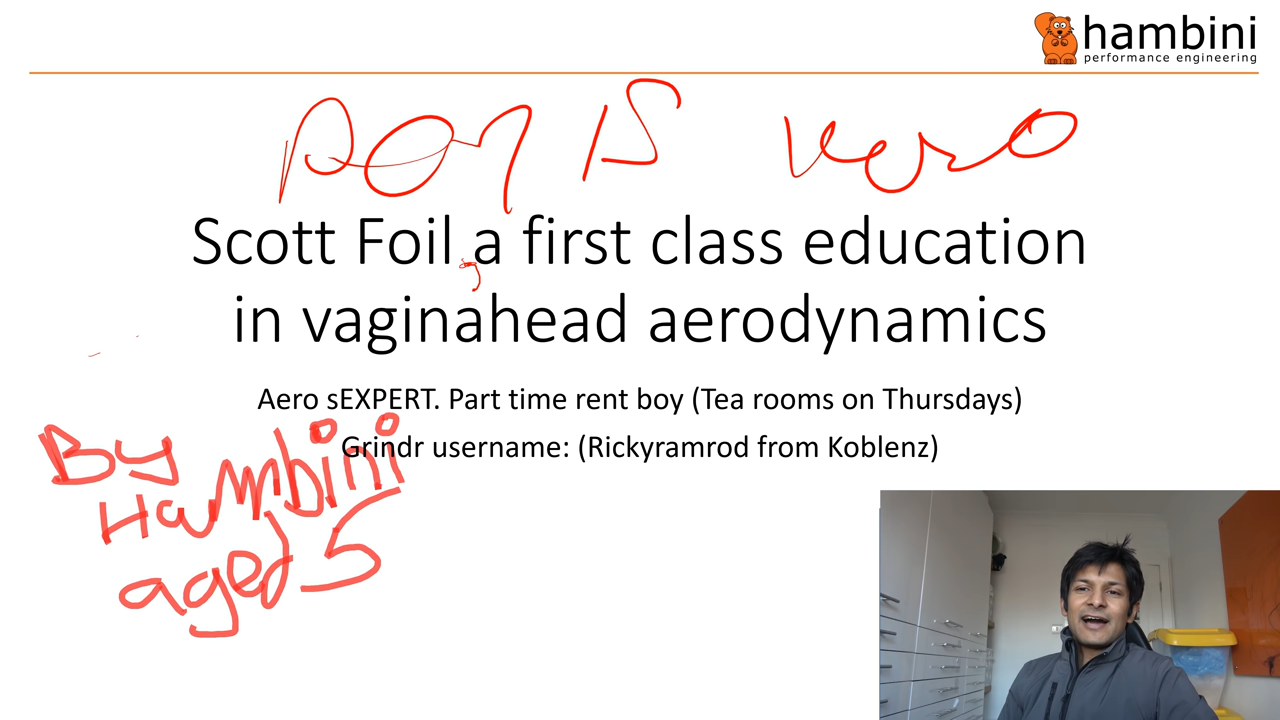 hambini
performance engineering
Scott Foil a first class education
in vaginahead aerodynamics
Aero sEXPERT. Part time rent boy (Tea rooms on Thursdays)
Grindr username: (Rickyramrod from Koblenz)
By
Hambini
aged 5